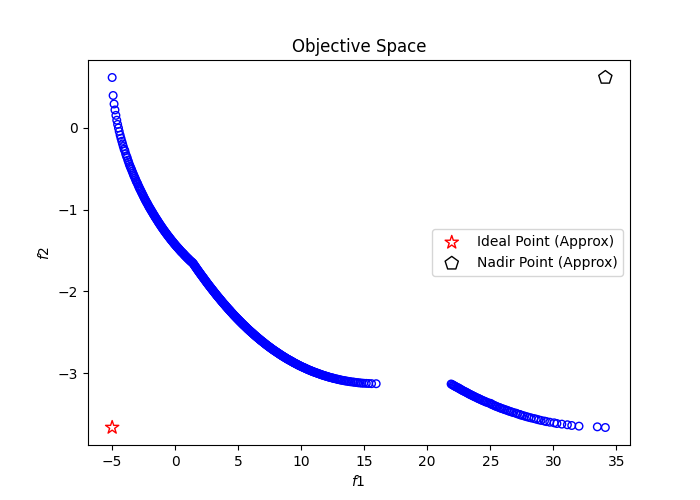 Objective Space
0
−1
−2
−3
f2
Ideal Point (Approx)
Nadir Point (Approx)
−5
0
5
10
15
20
25
30
35
f1